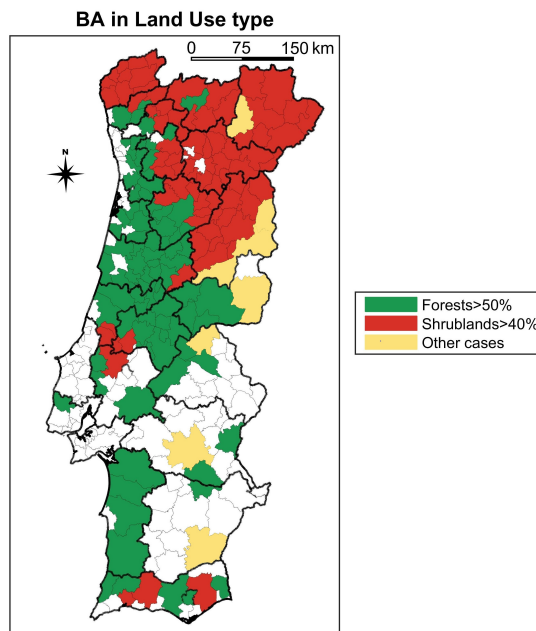 BA in Land Use type
0 75 150 km
N
Forests>50%
Shrublands>40%
Other cases